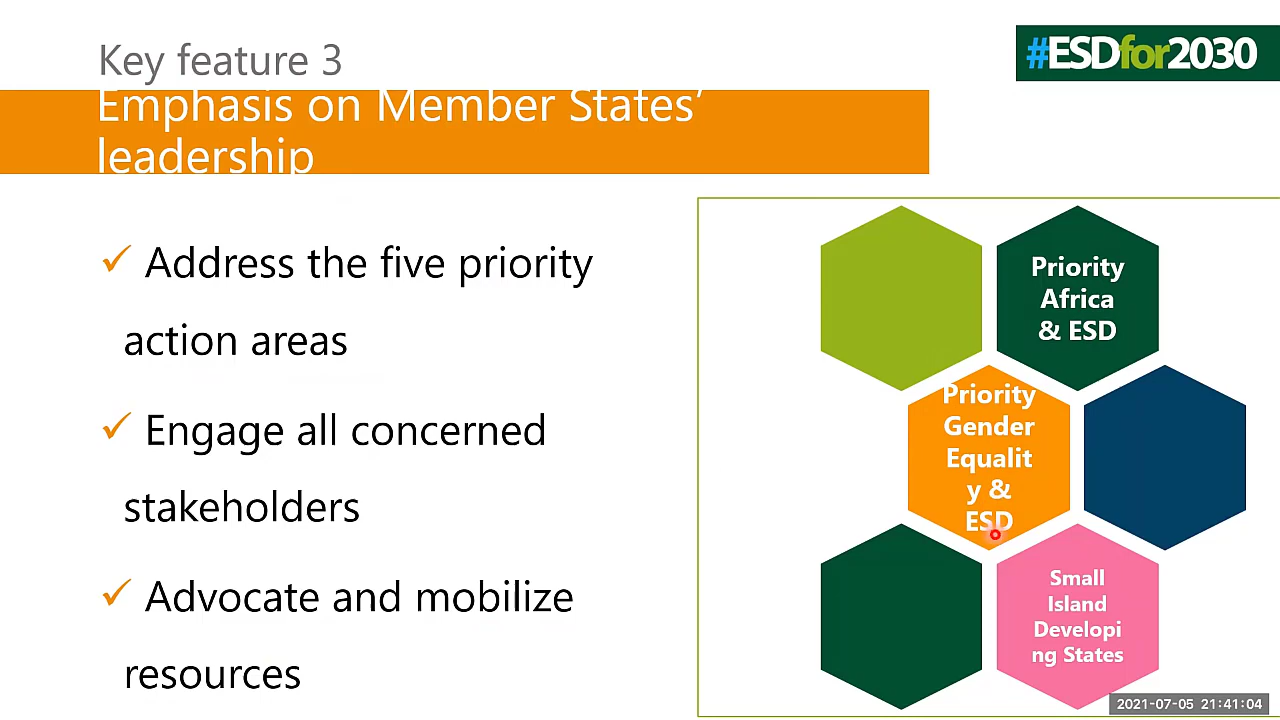 Key feature 3
#ESDfor2030
Emphasis on Member States’
leadership
✓ Address the five priority
action areas
✓ Engage all concerned
stakeholders
✓ Advocate and mobilize
resources
Priority
Africa
& ESD
Priority
Gender
Equalit
y &
ESD
Small
Island
Developi
ng States
2021-07-05 21:41:04